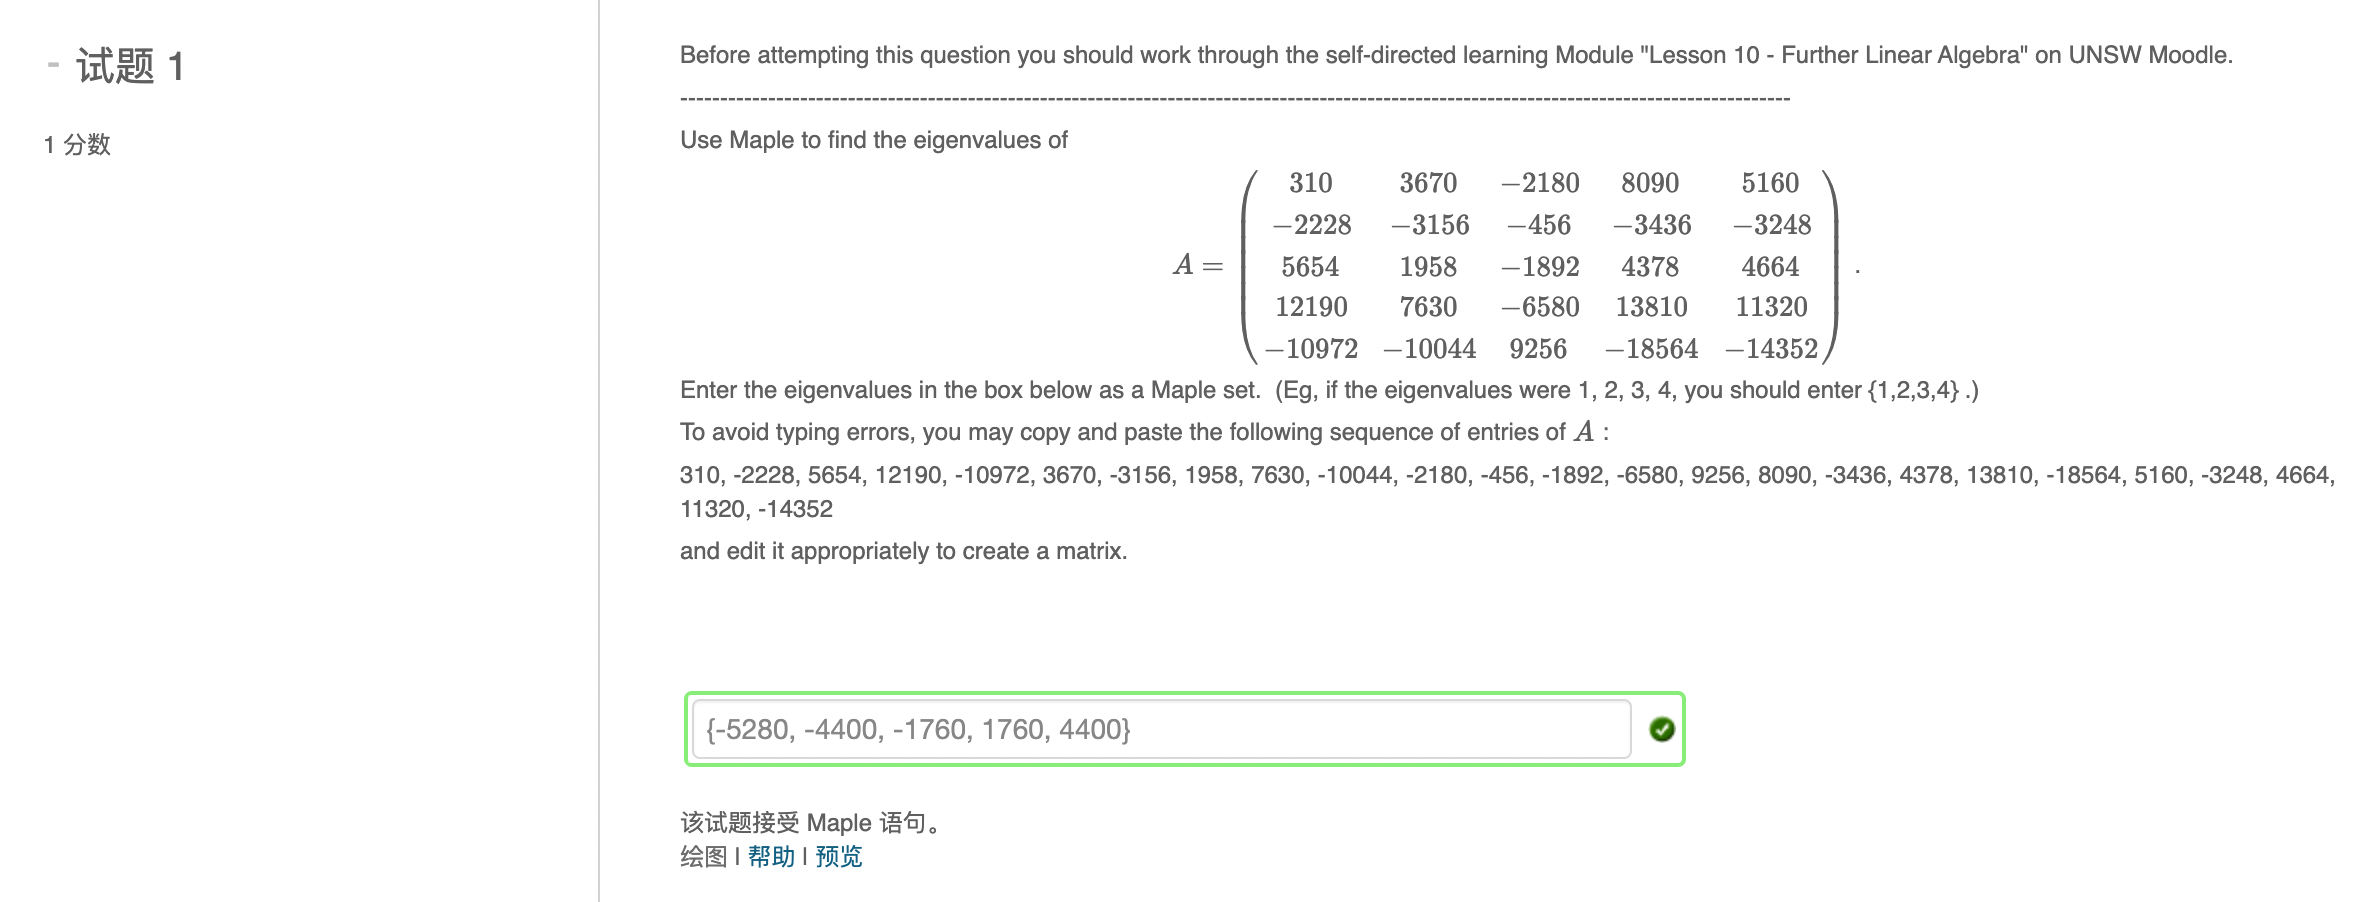 - 试题 1
1 分数
Before attempting this question you should work through the self-directed learning Module "Lesson 10 - Further Linear Algebra" on UNSW Moodle.
-------------------------------------------------------------------------------------------------------------------------------------------
Use Maple to find the eigenvalues of
310 3670 −2180 8090 5160
−2228 −3156 −456 −3436 −3248
A = 5654 1958 −1892 4378 4664 .
12190 7630 −6580 13810 11320
−10972 −10044 9256 −18564 −14352
Enter the eigenvalues in the box below as a Maple set. (Eg, if the eigenvalues were 1, 2, 3, 4, you should enter {1,2,3,4} .)
To avoid typing errors, you may copy and paste the following sequence of entries of A :
310, -2228, 5654, 12190, -10972, 3670, -3156, 1958, 7630, -10044, -2180, -456, -1892, -6580, 9256, 8090, -3436, 4378, 13810, -18564, 5160, -3248, 4664,
11320, -14352
and edit it appropriately to create a matrix.
{-5280, -4400, -1760, 1760, 4400}
该试题接受 Maple 语句。
绘图 | 帮助 | 预览